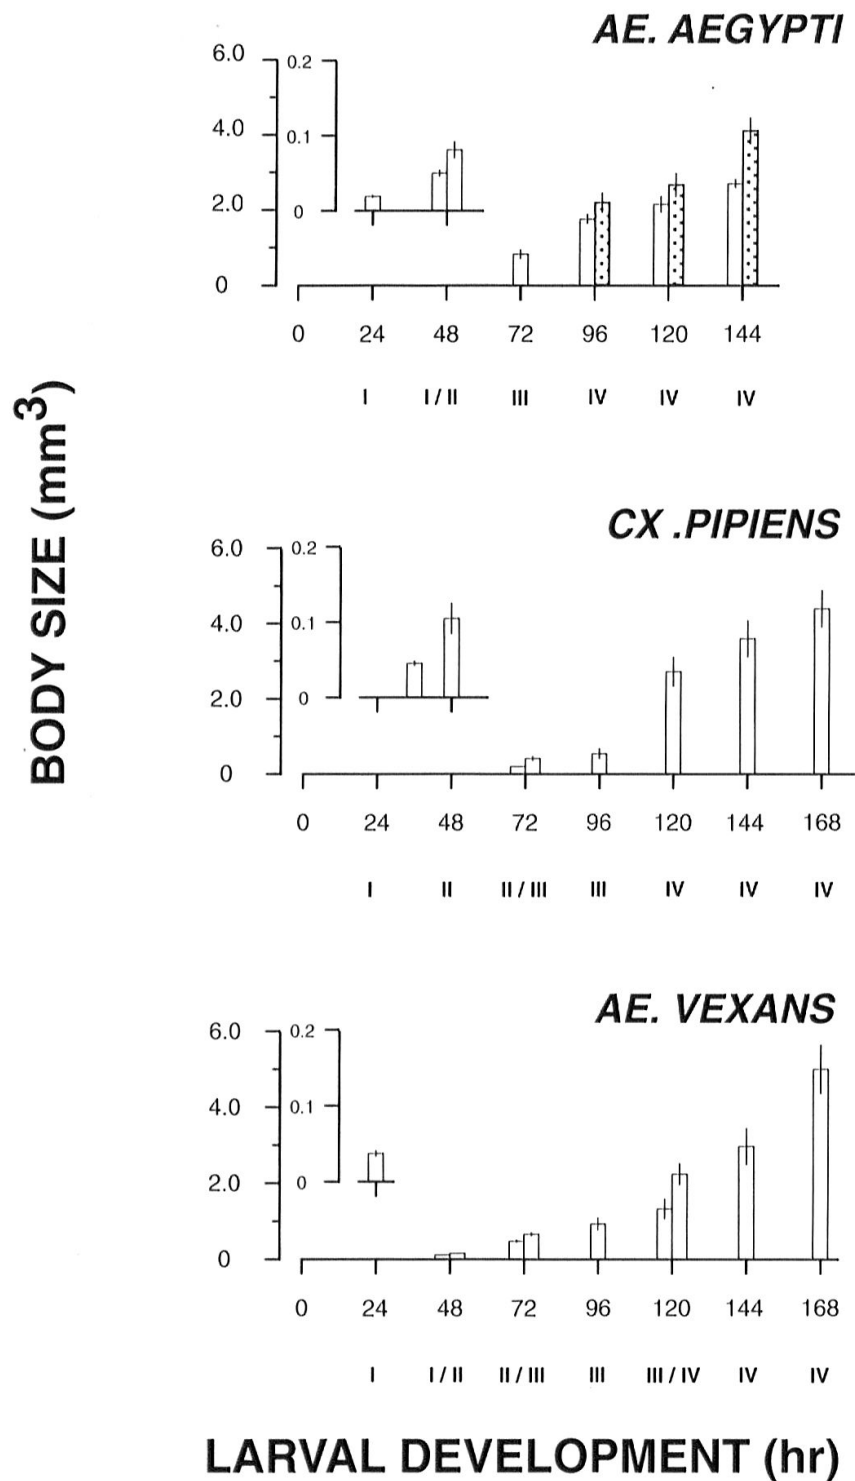 AE. AEGYPTI
6.0
4.0
2.0
0
0.2
0.1
0
0 24 48 72 96 120 144
I I / II III IV IV IV
CX .PIPIENS
6.0
4.0
2.0
0
0.2
0.1
0
0 24 48 72 96 120 144 168
I II II / III III IV IV IV
AE. VEXANS
6.0
4.0
2.0
0
0.2
0.1
0
0 24 48 72 96 120 144 168
I I / II II / III III III / IV IV IV
BODY SIZE (mm³)
LARVAL DEVELOPMENT (hr)